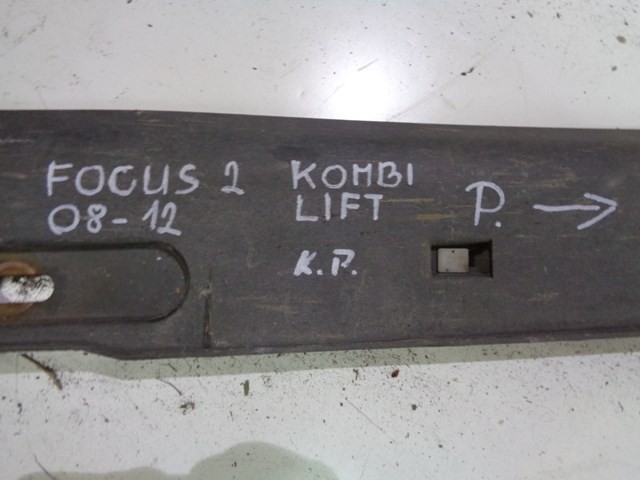 FOCUS 2
08-12
KOMBI
LIFT
K.P.
P. →